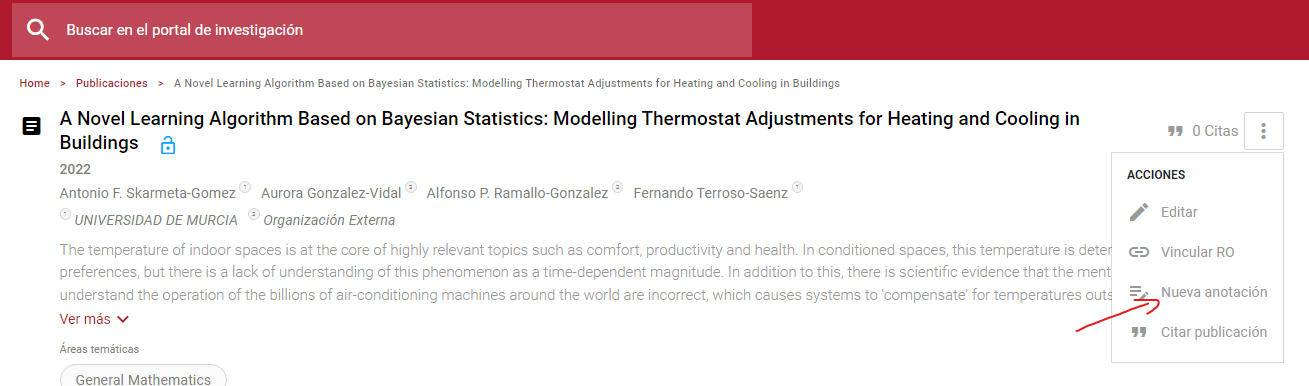 Buscar en el portal de investigación
Home > Publicaciones > A Novel Learning Algorithm Based on Bayesian Statistics: Modelling Thermostat Adjustments for Heating and Cooling in Buildings
A Novel Learning Algorithm Based on Bayesian Statistics: Modelling Thermostat Adjustments for Heating and Cooling in
Buildings
0 Citas
2022
Antonio F. Skarmeta-Gomez 1 Aurora Gonzalez-Vidal 2 Alfonso P. Ramallo-Gonzalez 2 Fernando Terroso-Saenz 1
1 UNIVERSIDAD DE MURCIA 2 Organización Externa
The temperature of indoor spaces is at the core of highly relevant topics such as comfort, productivity and health. In conditioned spaces, this temperature is deter
preferences, but there is a lack of understanding of this phenomenon as a time-dependent magnitude. In addition to this, there is scientific evidence that the ment
understand the operation of the billions of air-conditioning machines around the world are incorrect, which causes systems to 'compensate' for temperatures outs
Ver más
Áreas temáticas
General Mathematics
ACCIONES
Editar
Vincular RO
Nueva anotación
Citar publicación